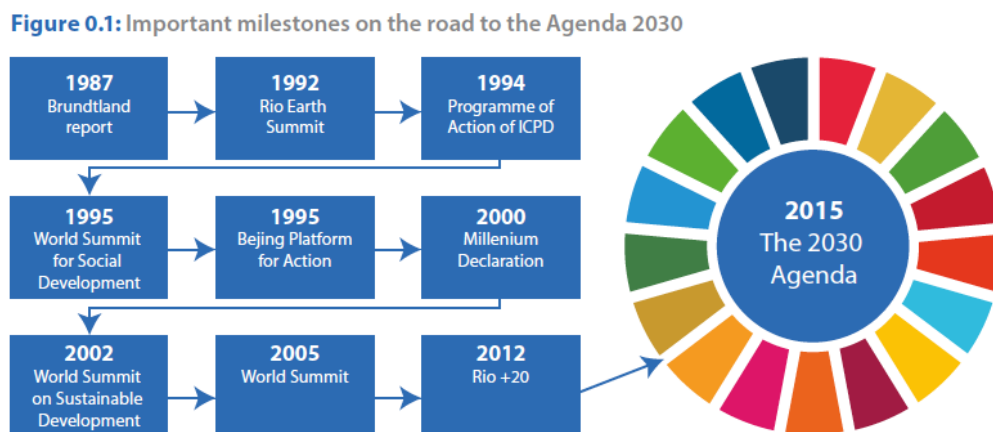 Figure 0.1: Important milestones on the road to the Agenda 2030
1987
Brundtland
report
1992
Rio Earth
Summit
1994
Programme of
Action of ICPD
1995
World Summit
for Social
Development
1995
Bejing Platform
for Action
2000
Millenium
Declaration
2002
World Summit
on Sustainable
Development
2005
World Summit
2012
Rio +20
2015
The 2030
Agenda